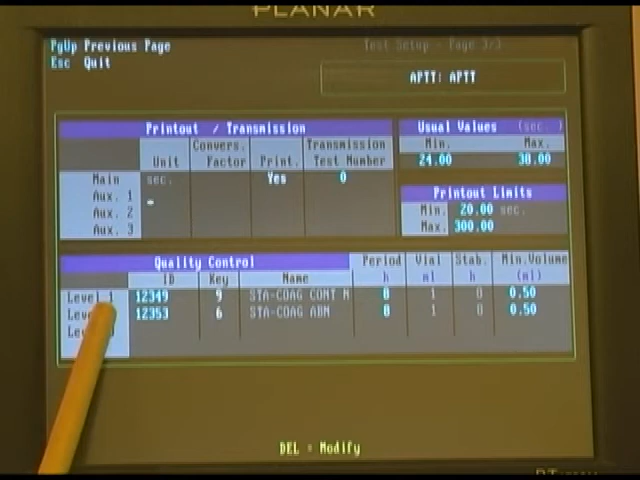 PLANAR
PgUp Previous Page Test Setup - Page 3/3
Esc Quit
APTT: APTT
Printout / Transmission
Unit Convers. Factor Print. Transmission Test Number
Main sec. Yes 0
Aux. 1
Aux. 2
Aux. 3
Usual Values (sec.)
Min. Max.
24.00 38.00
Printout Limits
Min. 20.00 sec.
Max. 300.00
Quality Control
ID Key Name Period h Vial ml Stab. h Min.Volume (ml)
Level 1 12349 9 STA-COAG CONT N 8 1 8 0.50
12353 6 STA-COAG ABN 8 1 8 0.50
DEL = Modify